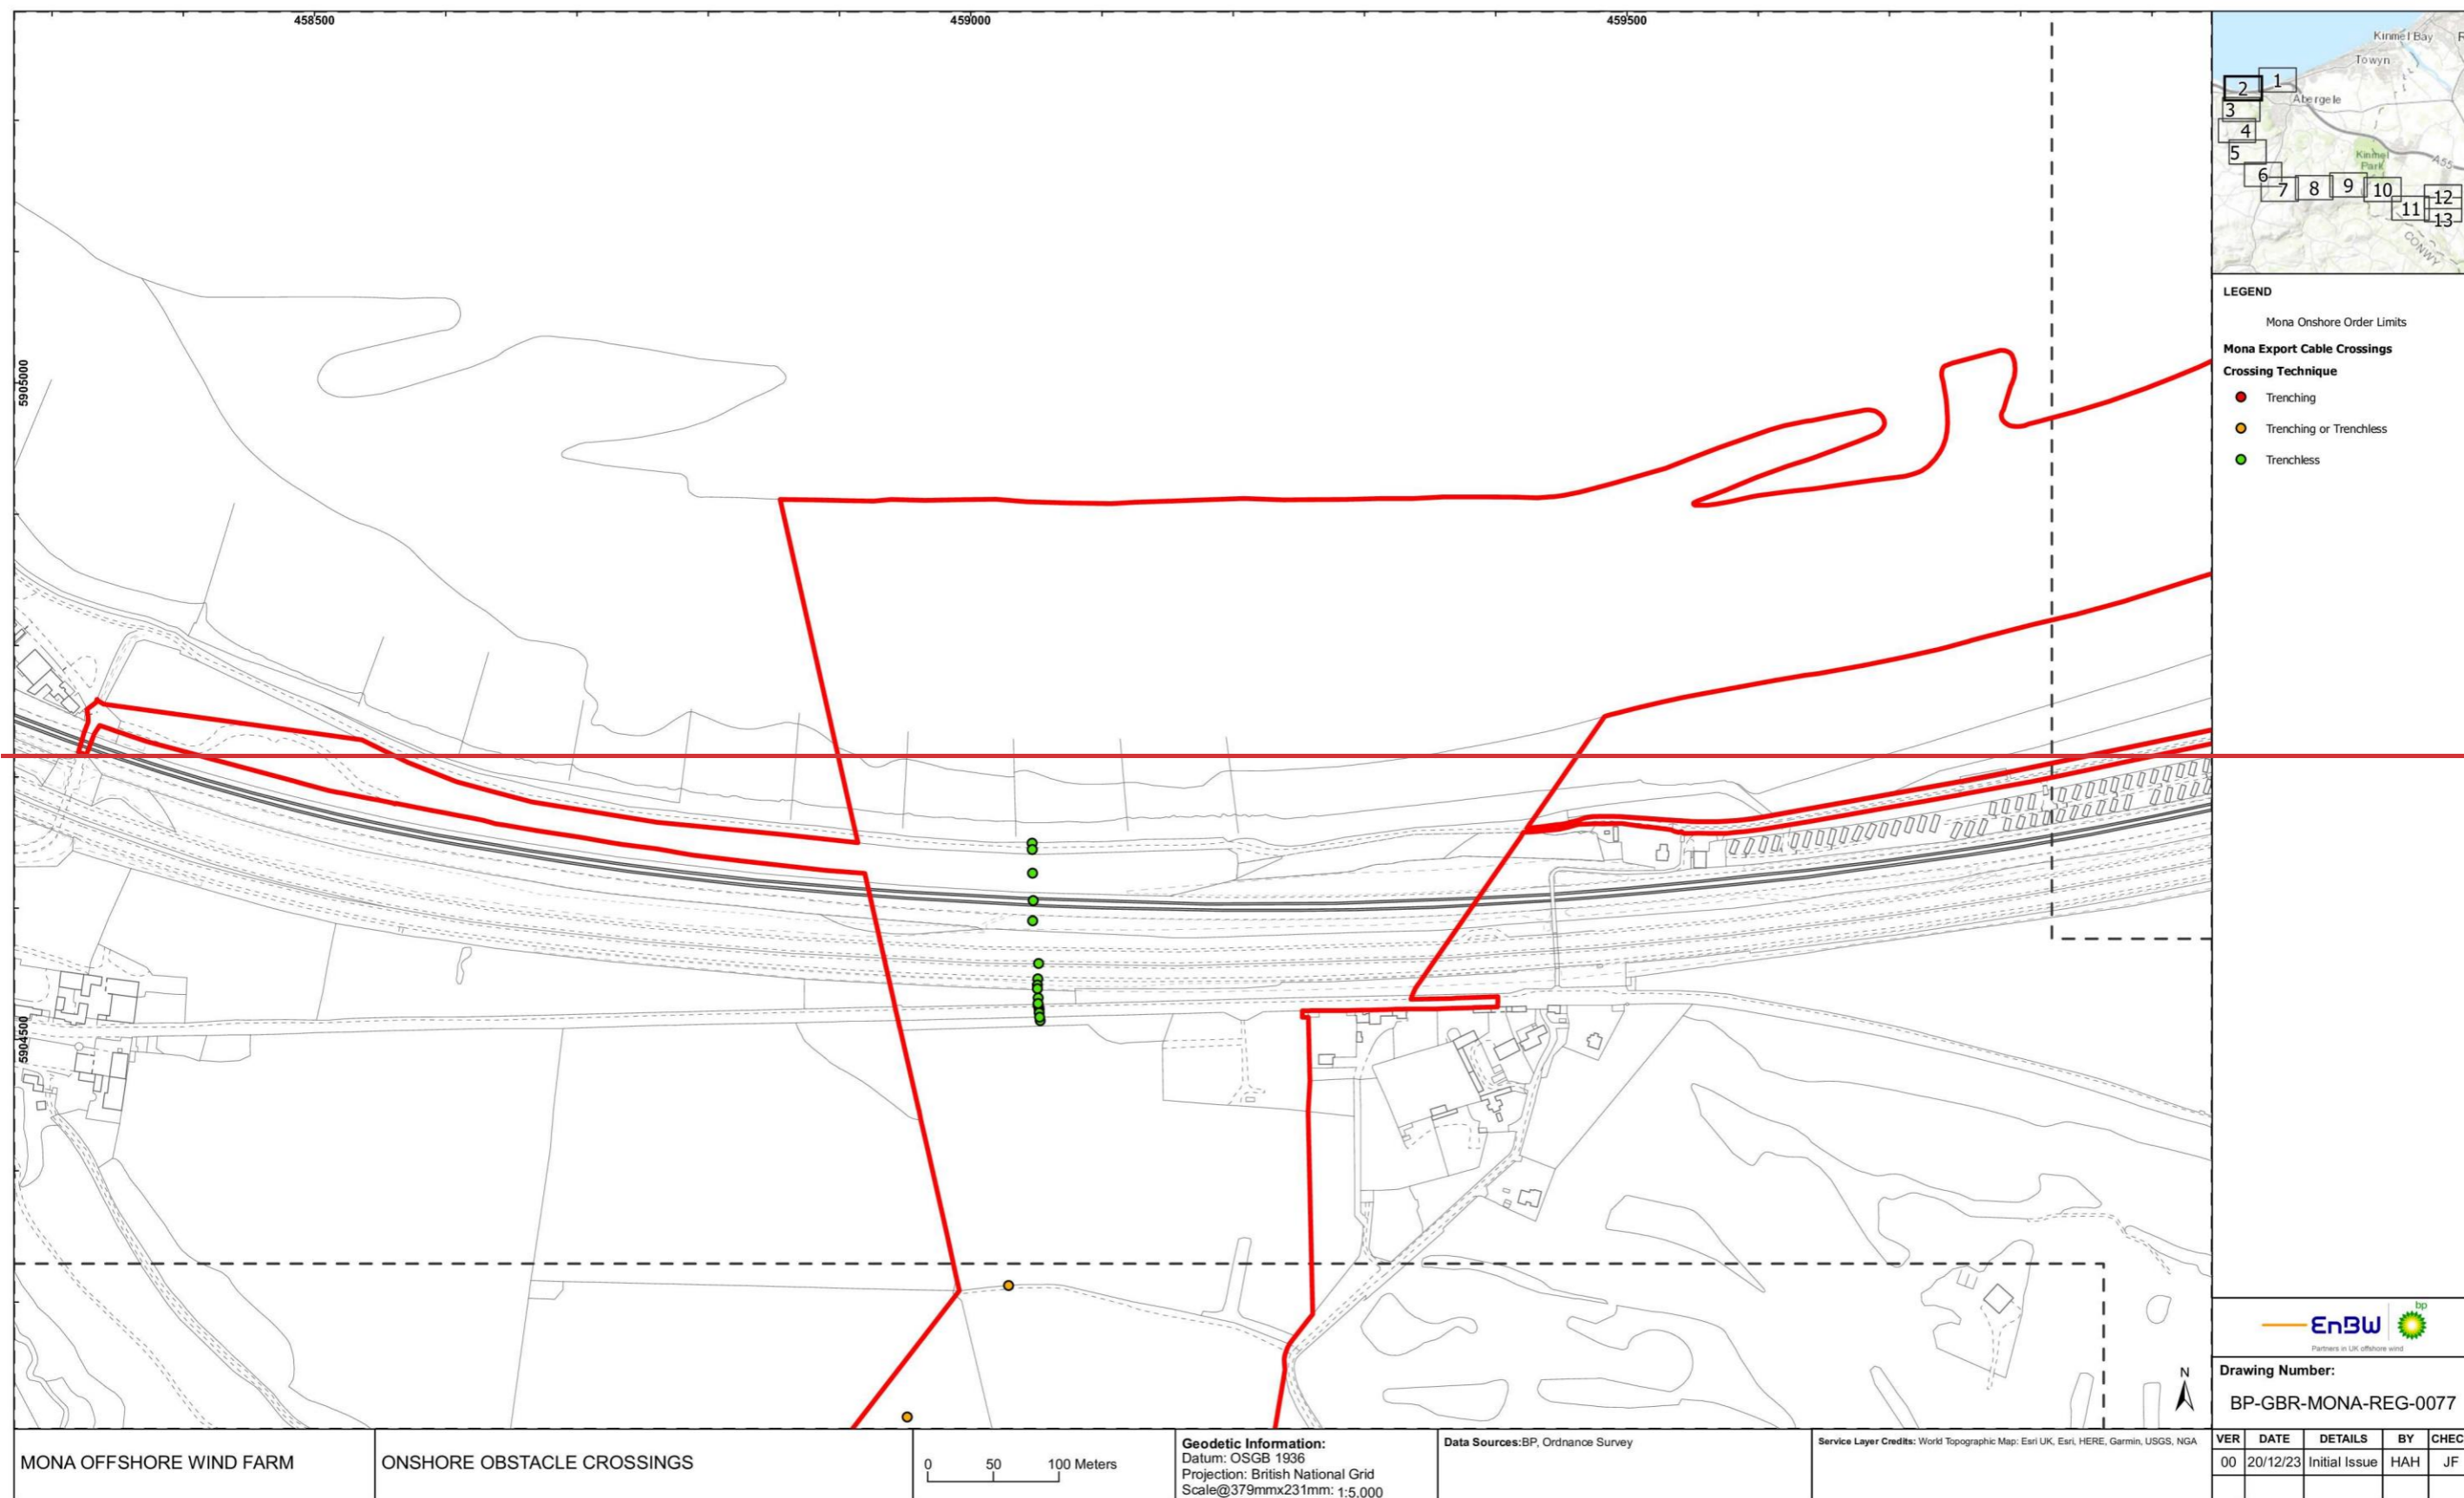 458500
459000
459500
5905000
5904500
Kinmel Bay
R
Towyn
Abergele
Kinmel
Park
A55
CONWY
1
2
3
4
5
6
7
8
9
10
11
12
13
LEGEND
Mona Onshore Order Limits
Mona Export Cable Crossings
Crossing Technique
Trenching
Trenching or Trenchless
Trenchless
N
EnBW
bp
Partners in UK offshore wind
Drawing Number:
BP-GBR-MONA-REG-0077
MONA OFFSHORE WIND FARM
ONSHORE OBSTACLE CROSSINGS
0 50 100 Meters
Geodetic Information:
Datum: OSGB 1936
Projection: British National Grid
Scale@379mmx231mm: 1:5,000
Data Sources:BP, Ordnance Survey
Service Layer Credits: World Topographic Map: Esri UK, Esri, HERE, Garmin, USGS, NGA
VER DATE DETAILS BY CHEC
00 20/12/23 Initial Issue HAH JF